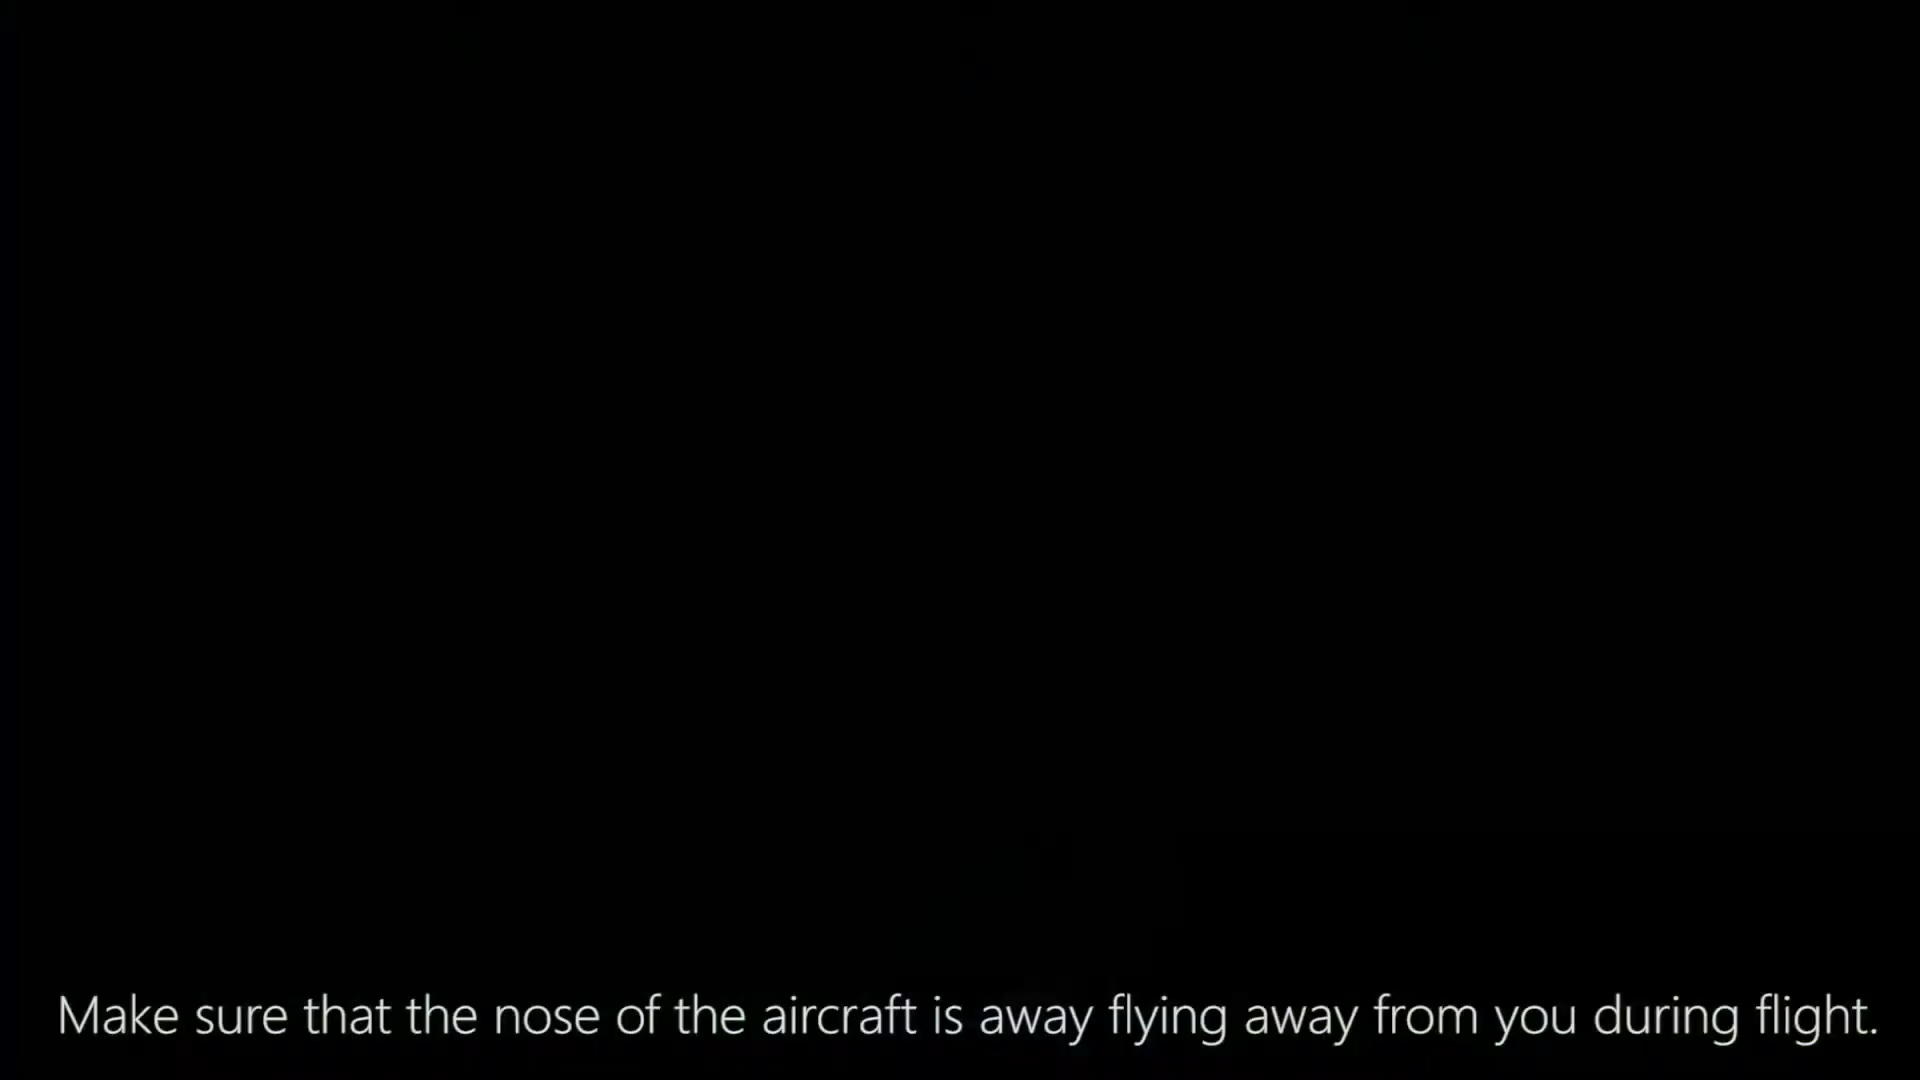 Make sure that the nose of the aircraft is away flying away from you during flight.